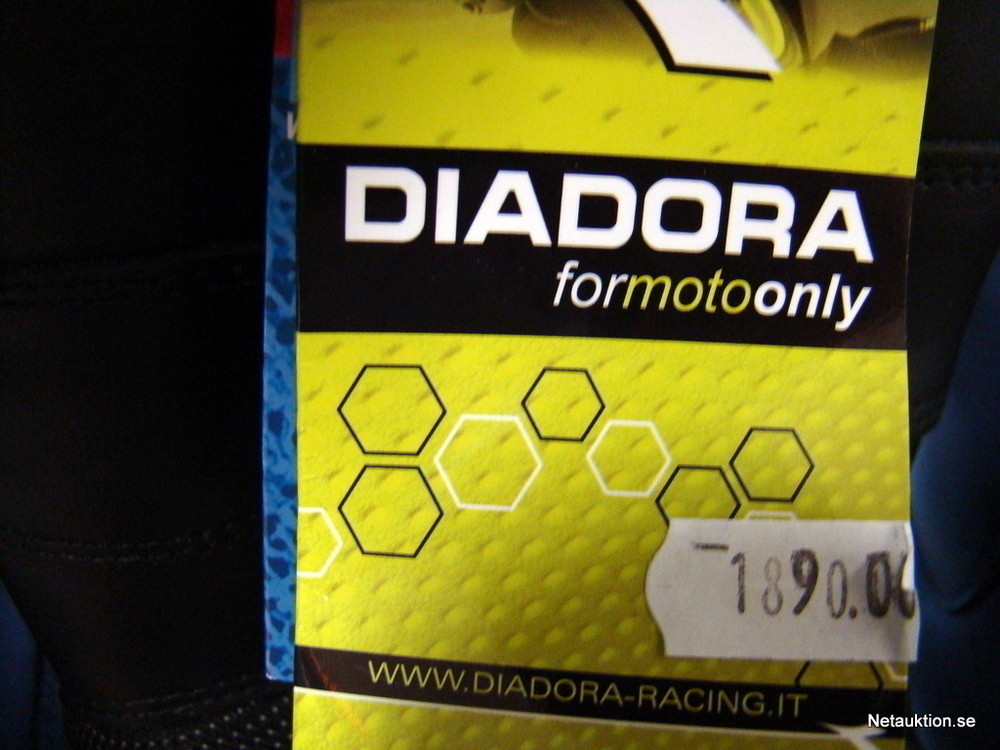 DIADORA
formotoonly
1890.00
WWW.DIADORA-RACING.IT
Netauktion.se